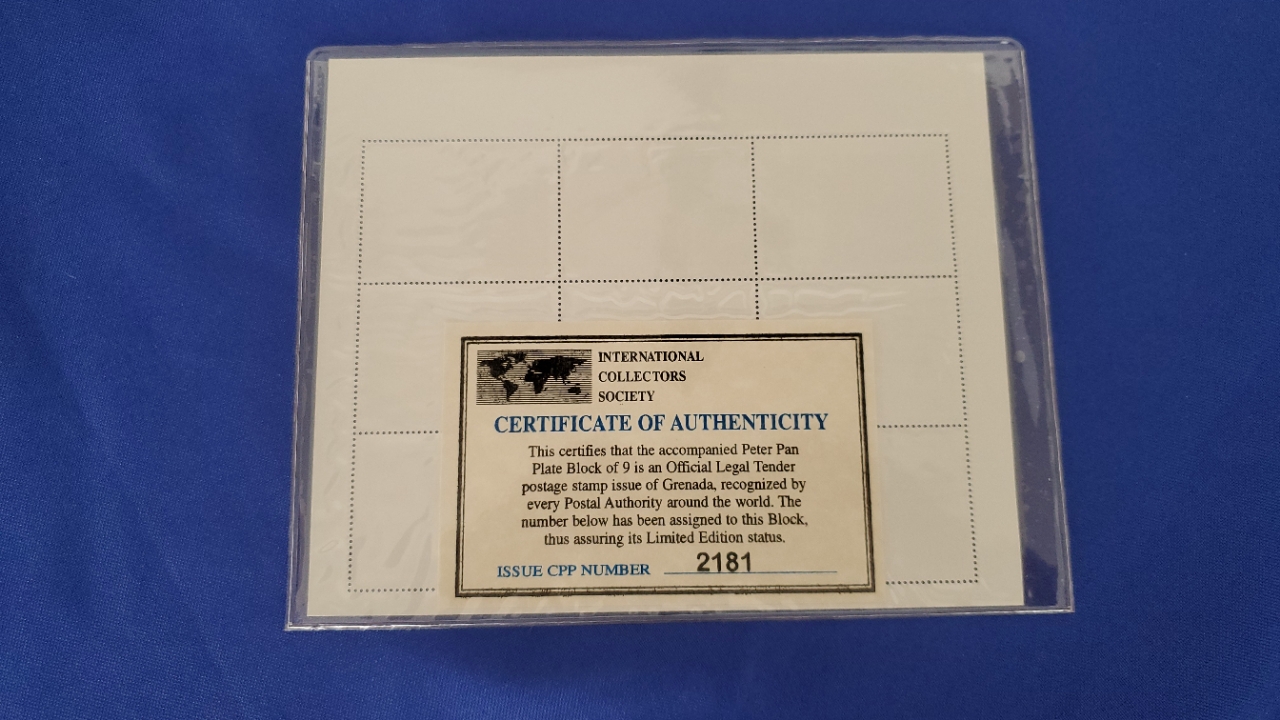 INTERNATIONAL
COLLECTORS
SOCIETY
CERTIFICATE OF AUTHENTICITY
This certifies that the accompanied Peter Pan
Plate Block of 9 is an Official Legal Tender
postage stamp issue of Grenada, recognized by
every Postal Authority around the world. The
number below has been assigned to this Block,
thus assuring its Limited Edition status.
ISSUE CPP NUMBER 2181